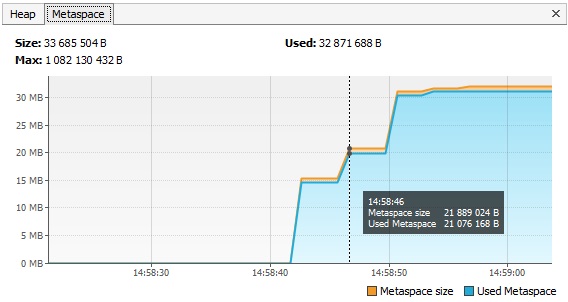 Heap Metaspace
Size: 33 685 504 B Used: 32 871 688 B
Max: 1 082 130 432 B
30 MB
25 MB
20 MB
15 MB
10 MB
5 MB
0 MB
14:58:46
Metaspace size 21 889 024 B
Used Metaspace 21 076 168 B
14:58:30 14:58:40 14:58:50 14:59:00
Metaspace size Used Metaspace